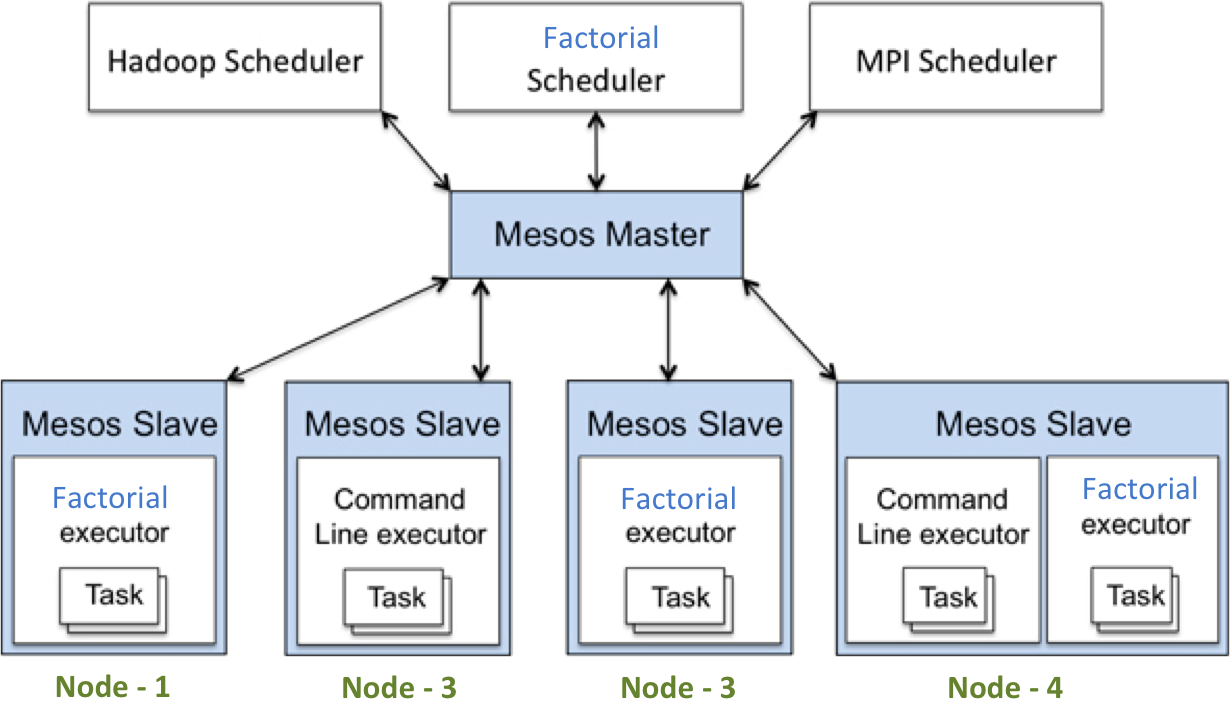 Hadoop Scheduler
Factorial
Scheduler
MPI Scheduler
Mesos Master
Mesos Slave
Factorial
executor
Task
Node - 1
Mesos Slave
Command
Line executor
Task
Node - 3
Mesos Slave
Factorial
executor
Task
Node - 3
Mesos Slave
Command
Line executor
Task
Factorial
executor
Task
Node - 4